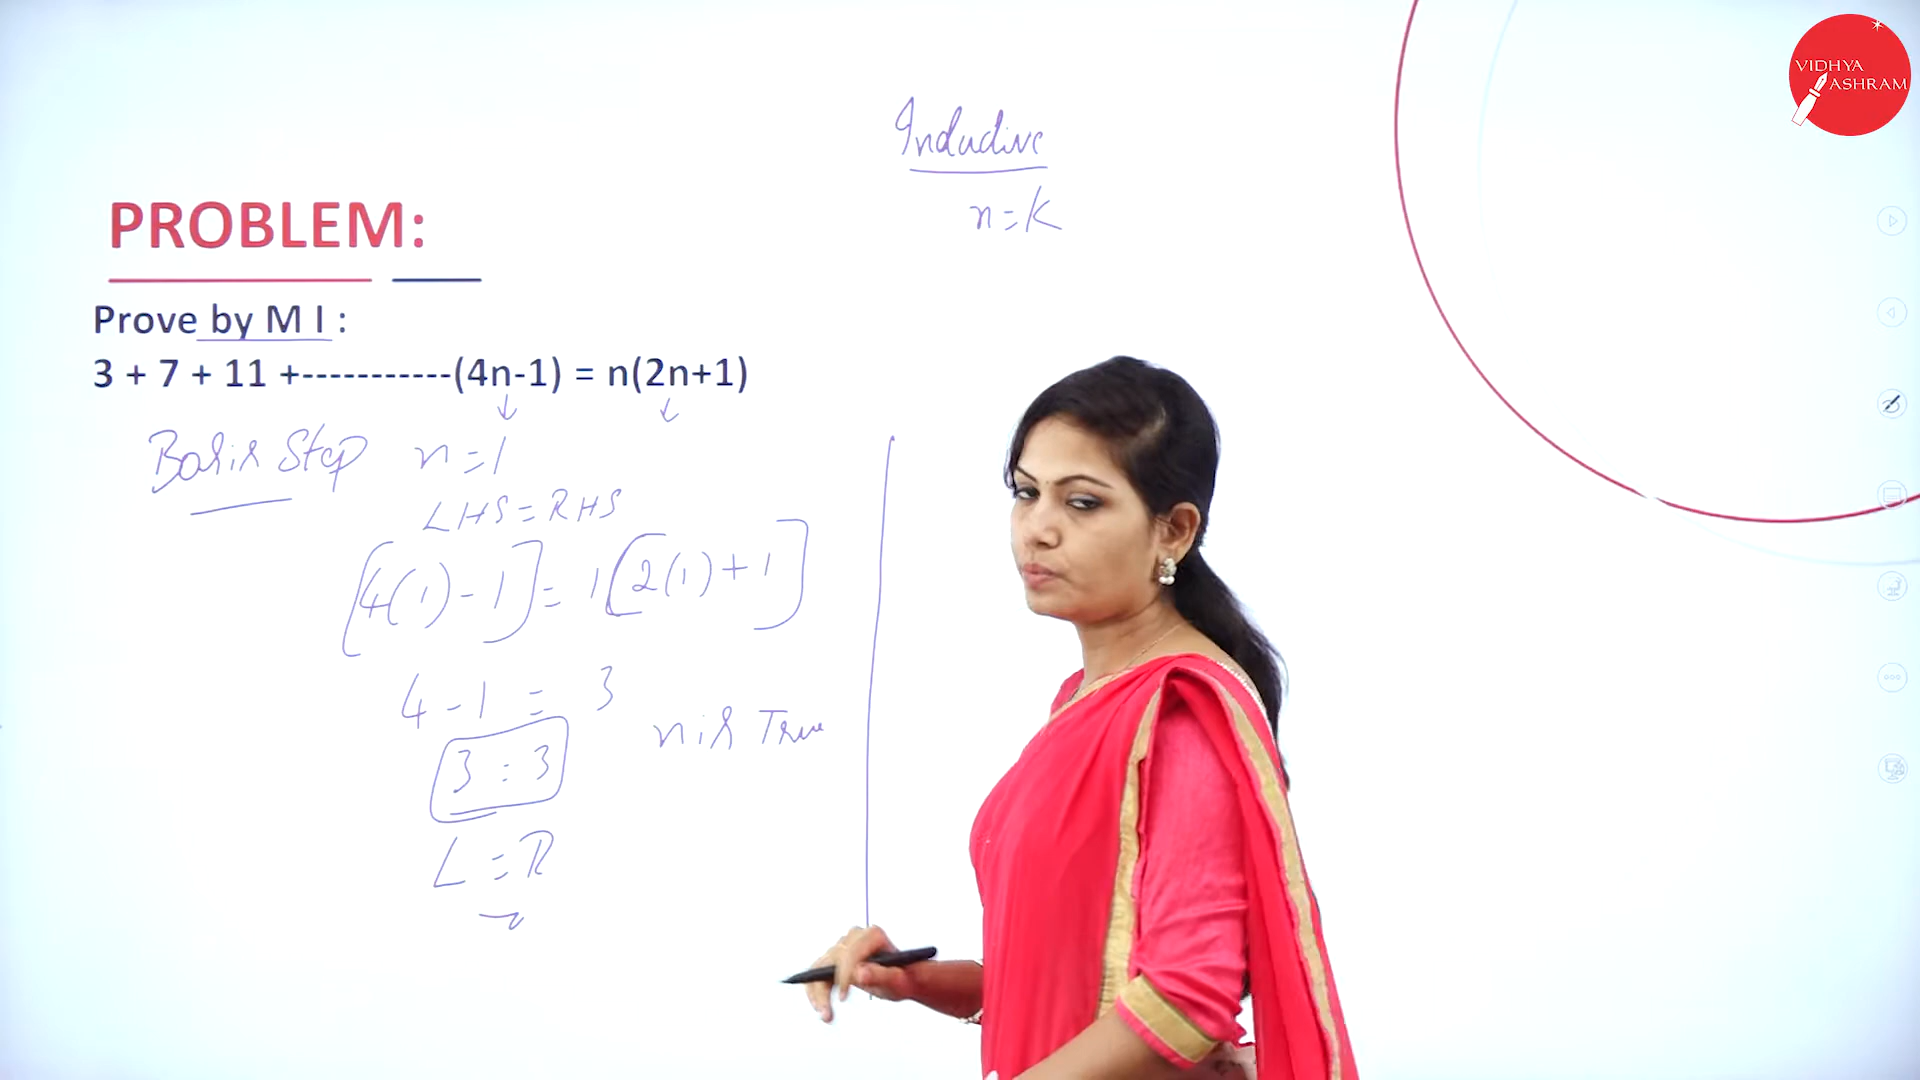 VIDHYA
ASHRAM
Inductive
n=K
PROBLEM:
Prove by M I :
3 + 7 + 11 +-----------(4n-1) = n(2n+1)
Basis Step n=1
LHS = RHS
[4(1)-1] = 1[2(1)+1]
4-1 = 3
3 = 3
n is True
L = R